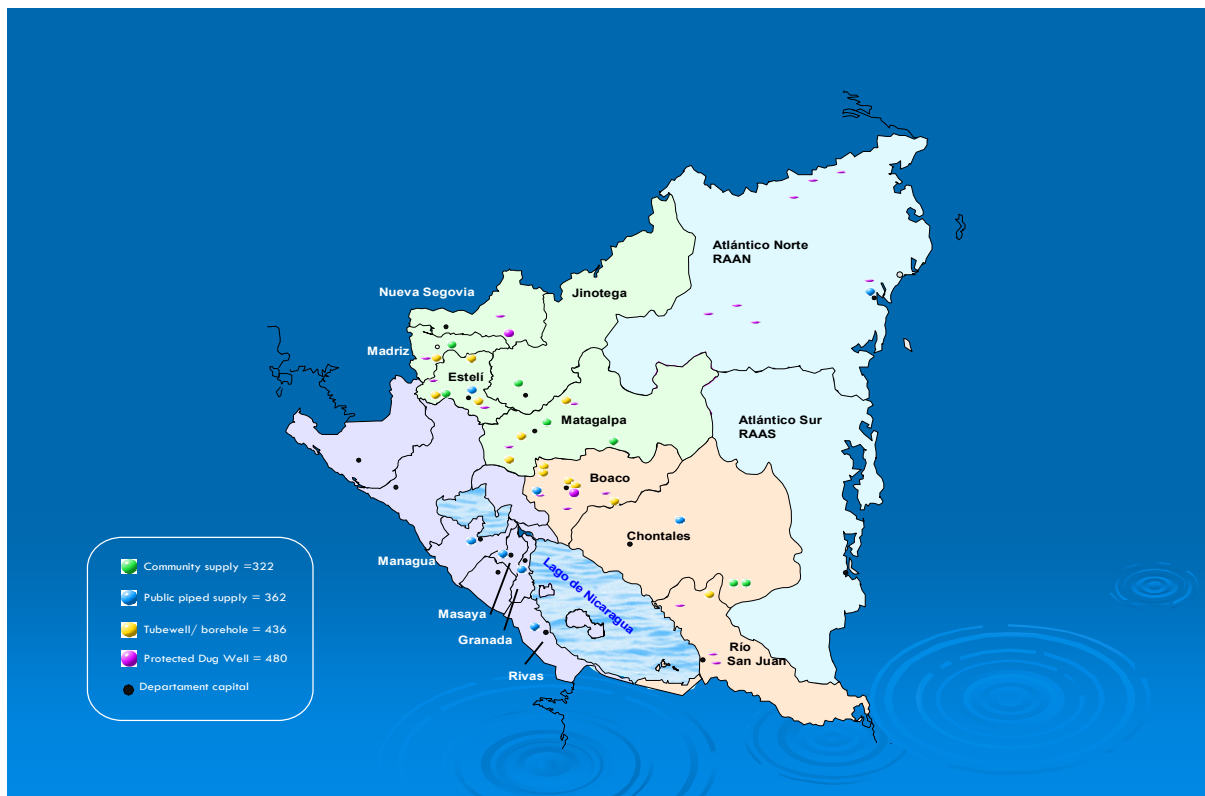 Atlántico Norte
RAAN
Nueva Segovia
Jinotega
Madriz
Estelí
Matagalpa
Atlántico Sur
RAAS
Boaco
Chontales
Managua
Lago de Nicaragua
Masaya
Granada
Río
San Juan
Rivas
Community supply =322
Public piped supply = 362
Tubewell/ borehole = 436
Protected Dug Well = 480
Departament capital